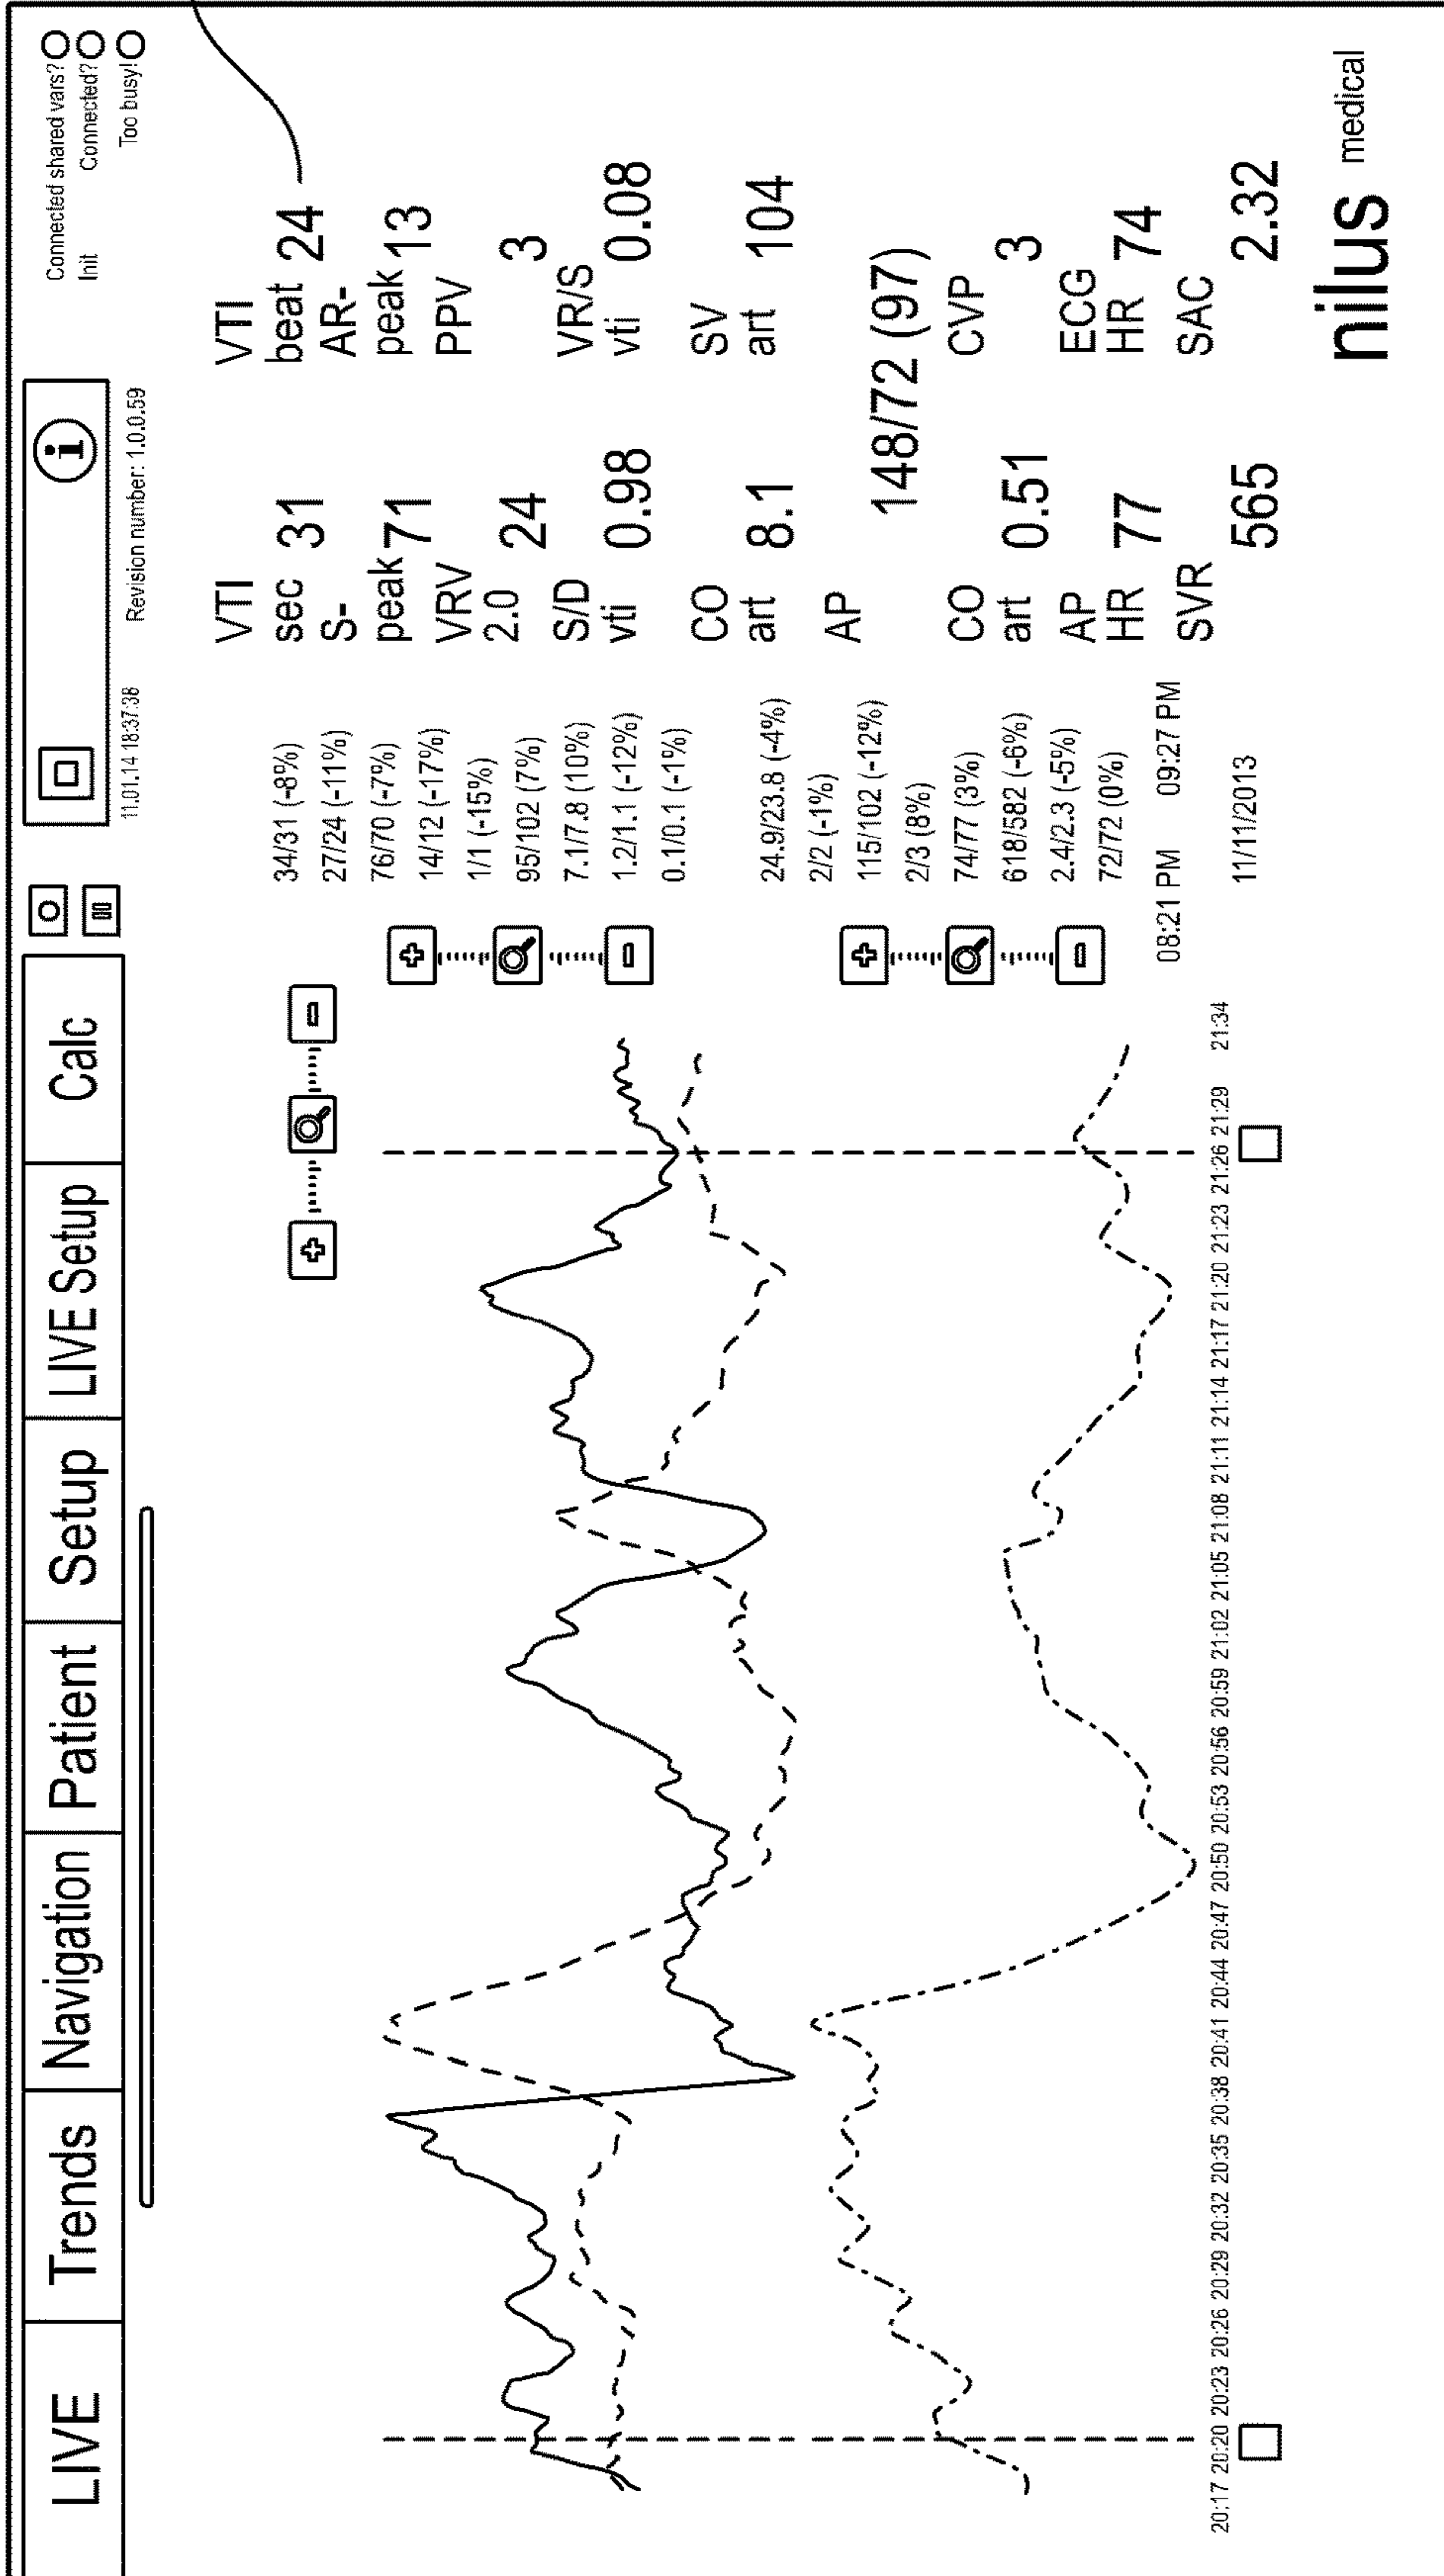 LIVE Trends Navigation Patient Setup LIVE Setup Calc
11.01.14 18:37:38 Revision number: 1.0.0.59
Connected shared vars?
Init Connected?
Too busy!
34/31 (-8%)
27/24 (-11%)
76/70 (-7%)
14/12 (-17%)
1/1 (-15%)
95/102 (7%)
7.1/7.8 (10%)
1.2/1.1 (-12%)
0.1/0.1 (-1%)
24.9/23.8 (-4%)
2/2 (-1%)
115/102 (-12%)
2/3 (8%)
74/77 (3%)
618/582 (-6%)
2.4/2.3 (-5%)
72/72 (0%)
08:21 PM 09:27 PM
11/11/2013
VTI VTI
sec 31 beat 24
S- AR-
peak 71 peak 13
VRV PPV
2.0 24 3
S/D VR/S
vti 0.98 vti 0.08
CO SV
art 8.1 art 104
AP 148/72 (97)
CO CVP
art 0.51 3
AP ECG
HR 77 HR 74
SVR SAC
565 2.32
20:17 20:20 20:23 20:26 20:29 20:32 20:35 20:38 20:41 20:44 20:47 20:50 20:53 20:56 20:59 21:02 21:05 21:08 21:11 21:14 21:17 21:20 21:23 21:26 21:29 21:34
nilus medical